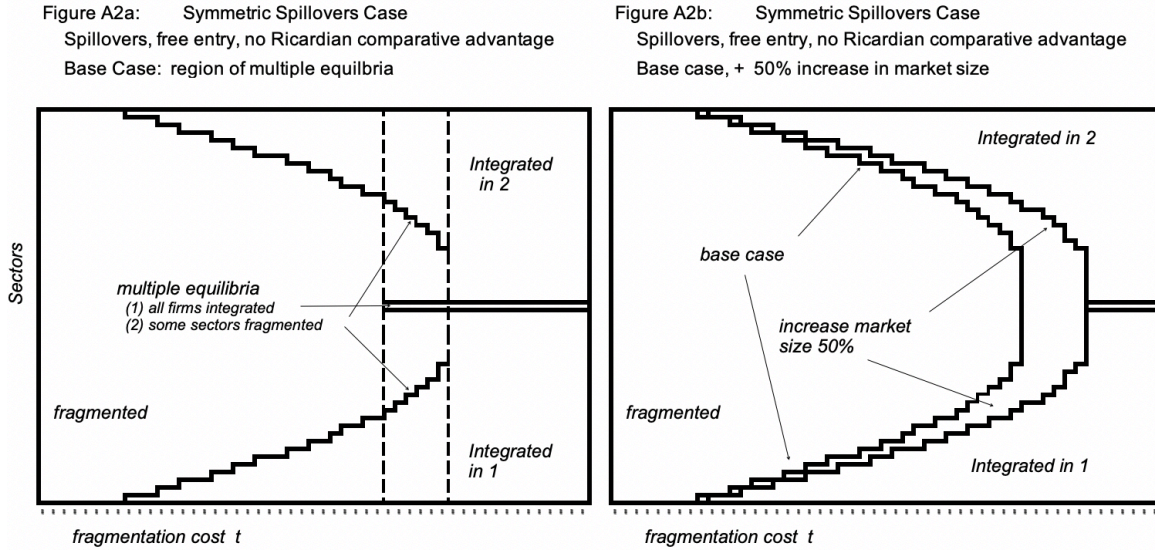 Figure A2a: Symmetric Spillovers Case
Spillovers, free entry, no Ricardian comparative advantage
Base Case: region of multiple equilbria
Integrated
in 2
Sectors
multiple equilibria
(1) all firms integrated
(2) some sectors fragmented
fragmented
Integrated
in 1
fragmentation cost t
Figure A2b: Symmetric Spillovers Case
Spillovers, free entry, no Ricardian comparative advantage
Base case, + 50% increase in market size
Integrated in 2
base case
increase market
size 50%
fragmented
Integrated in 1
fragmentation cost t